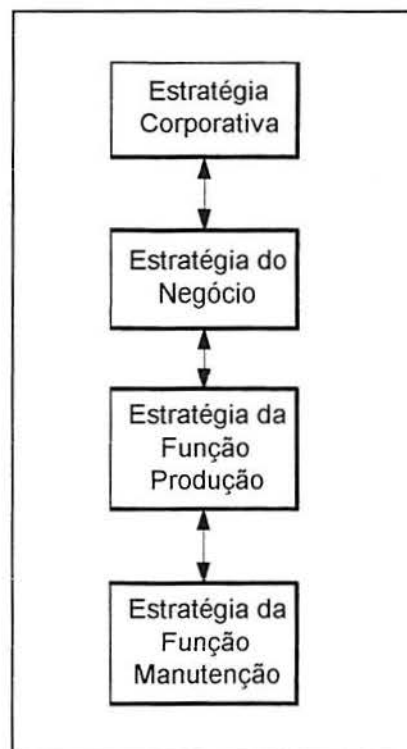 Estratégia
Corporativa
Estratégia do
Negócio
Estratégia da
Função
Produção
Estratégia da
Função
Manutenção